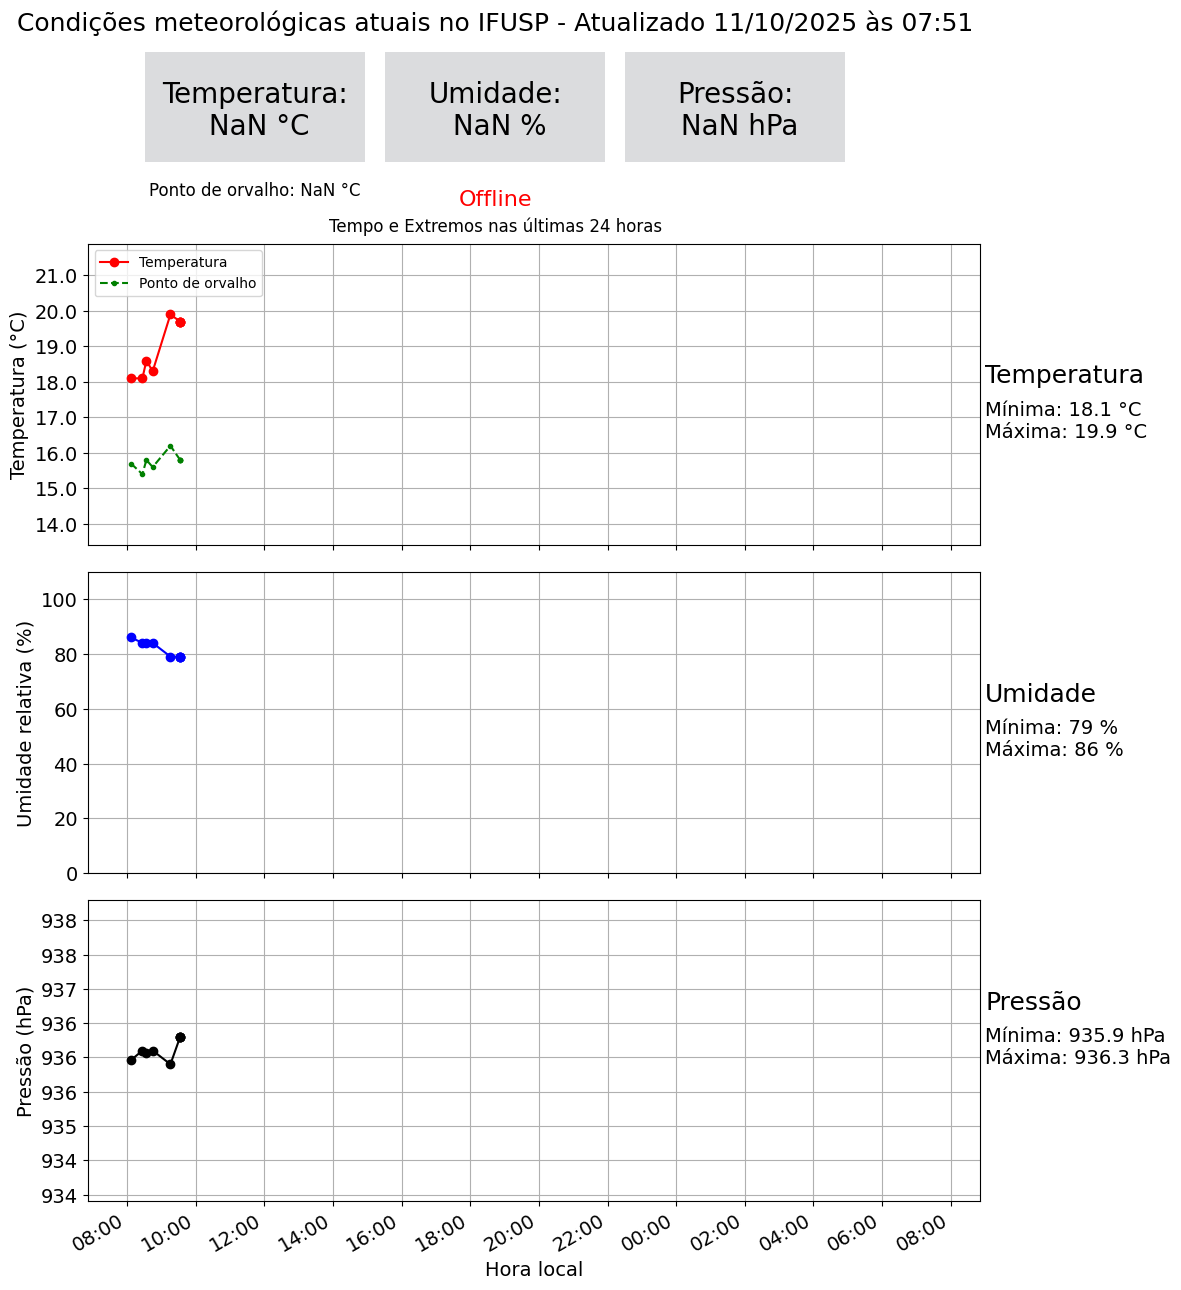 Condições meteorológicas atuais no IFUSP - Atualizado 11/10/2025 às 07:51
Temperatura:
NaN °C
Umidade:
NaN %
Pressão:
NaN hPa
Ponto de orvalho: NaN °C
Offline
Tempo e Extremos nas últimas 24 horas
Temperatura
Ponto de orvalho
21.0
20.0
19.0
18.0
17.0
16.0
15.0
14.0
Temperatura (°C)
Temperatura
Mínima: 18.1 °C
Máxima: 19.9 °C
100
80
60
40
20
0
Umidade relativa (%)
Umidade
Mínima: 79 %
Máxima: 86 %
938
938
937
936
936
936
935
934
934
Pressão (hPa)
Pressão
Mínima: 935.9 hPa
Máxima: 936.3 hPa
08:00
10:00
12:00
14:00
16:00
18:00
20:00
22:00
00:00
02:00
04:00
06:00
08:00
Hora local